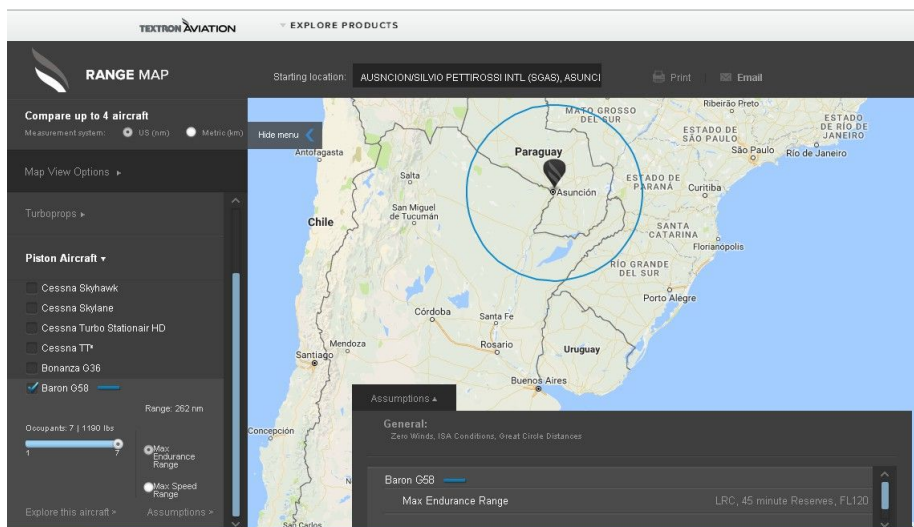 TEXTRON AVIATION
EXPLORE PRODUCTS
RANGE MAP
Starting location:
AUSNCION/SILVIO PETTIROSSI INTL (SGAS), ASUNCI
Print
Email
Compare up to 4 aircraft
Measurement system:
US (nm)
Metric (km)
Hide menu
Map View Options
Turboprops
Piston Aircraft
Cessna Skyhawk
Cessna Skylane
Cessna Turbo Stationair HD
Cessna TTx
Bonanza G36
Baron G58
Range: 262 nm
Occupants: 7 | 1190 lbs
1
7
Max
Endurance
Range
Max Speed
Range
Explore this aircraft >
Assumptions >
MATO GROSSO
DEL SUR
Ribeirão Preto
ESTADO DE
SÃO PAULO
ESTADO
DE RÍO DE
JANEIRO
São Paulo
Río de Janeiro
Antofagasta
Paraguay
Salta
Asunción
ESTADO DE
PARANÁ
Curitiba
San Miguel
de Tucumán
Chile
SANTA
CATARINA
Florianópolis
RÍO GRANDE
DEL SUR
Porto Alegre
Córdoba
Santa Fe
Mendoza
Rosario
Uruguay
Santiago
Buenos Aires
Concepción
N
San Carlos
Assumptions
General:
Zero Winds, ISA Conditions, Great Circle Distances
Baron G58
Max Endurance Range
LRC, 45 minute Reserves, FL120